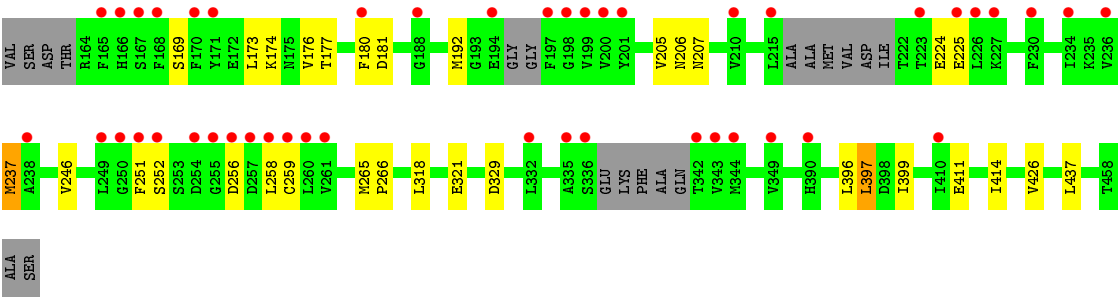 VAL SER ASP THR R164 F165 H166 S167 F168 S169 F170 Y171 E172 L173 K174 N175 V176 T177 F180 D181 G188 M192 G193 E194 GLY GLY F197 G198 V199 V200 Y201 V205 N206 N207 V210 L215 ALA ALA MET VAL ASP ILE T222 T223 E224 E225 L226 K227 F230 I234 K235 V236
M237 A238 V246 L249 G250 F251 S252 S253 D254 G255 D256 D257 L258 C259 L260 V261 M265 P266 L318 E321 D329 L332 A335 S336 GLU LYS PHE ALA GLN T342 V343 M344 V349 H390 L396 L397 D398 I399 I410 E411 I414 V426 L437 T458
ALA SER